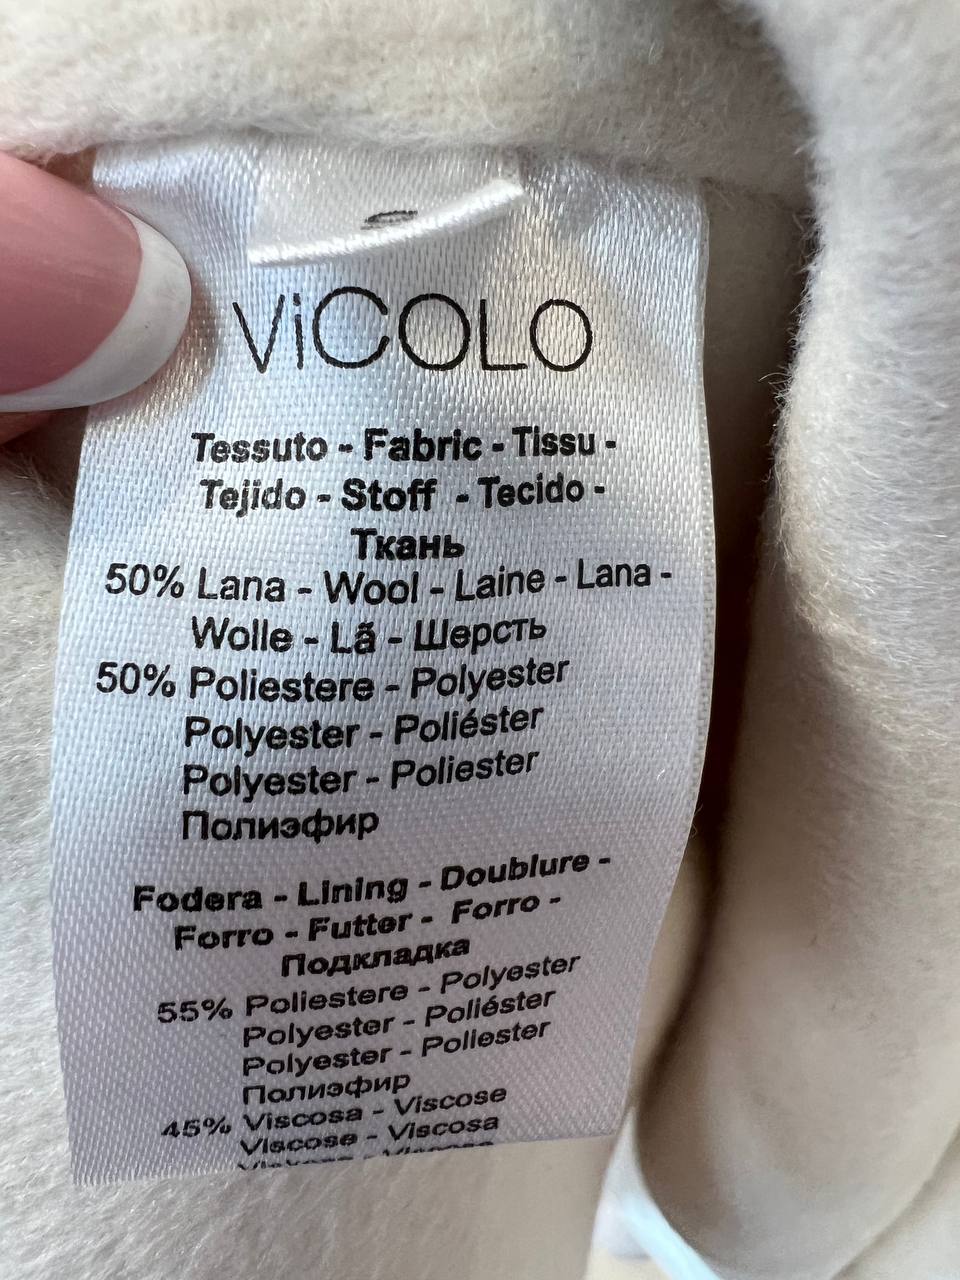 ViCOLO
Tessuto - Fabric - Tissu -
Tejido - Stoff - Tecido -
Ткань
50% Lana - Wool - Laine - Lana -
Wolle - Lã - Шерсть
50% Poliestere - Polyester
Polyester - Poliéster
Polyester - Poliester
Полиэфир
Fodera - Lining - Doublure -
Forro - Futter - Forro -
Подкладка
55% Poliestere - Polyester
Polyester - Poliéster
Polyester - Poliester
Полиэфир
45% Viscosa - Viscose
Viscose - Viscosa